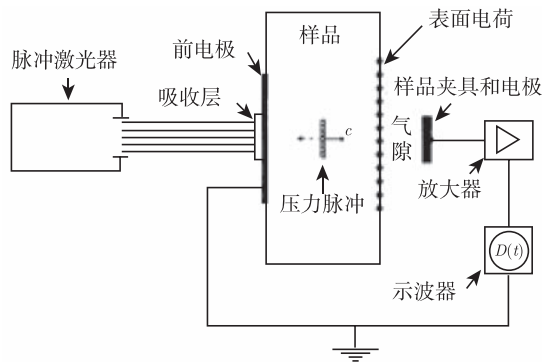 表面电荷
样品
前电极
脉冲激光器
吸收层
样品夹具和电极
气隙
c
压力脉冲
放大器
D(t)
示波器